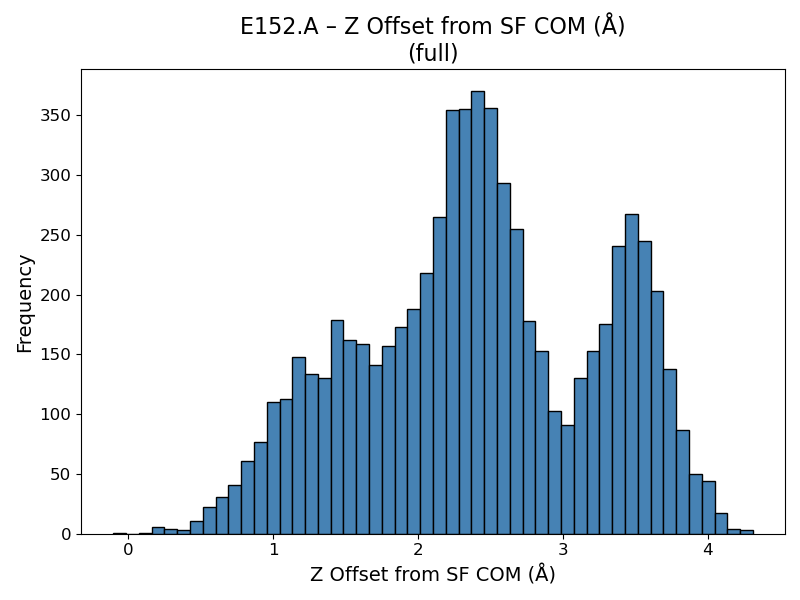 E152.A – Z Offset from SF COM (Å)
(full)
Frequency
350
300
250
200
150
100
50
0
0 1 2 3 4
Z Offset from SF COM (Å)